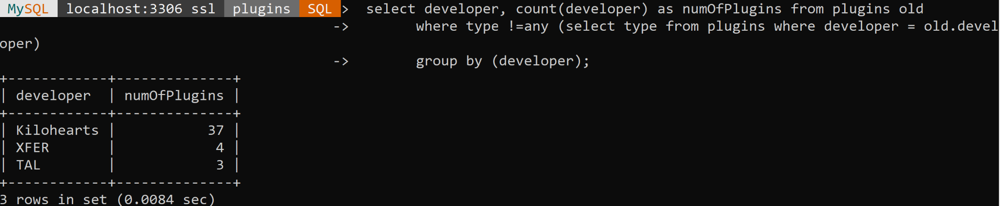 MySQL localhost:3306 ssl plugins SQL > select developer, count(developer) as numOfPlugins from plugins old
-> where type !=any (select type from plugins where developer = old.devel
oper)
-> group by (developer);
+------------+--------------+
| developer | numOfPlugins |
+------------+--------------+
| Kilohearts | 37 |
| XFER | 4 |
| TAL | 3 |
+------------+--------------+
3 rows in set (0.0084 sec)